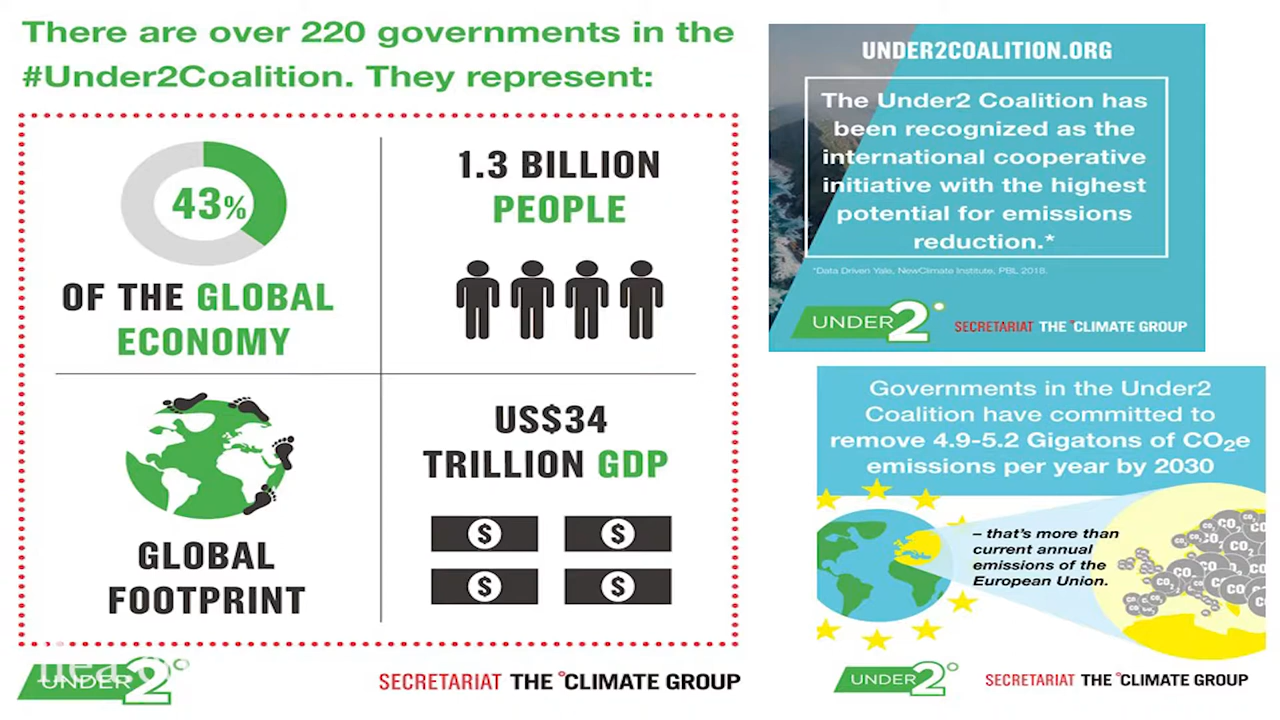 There are over 220 governments in the
#Under2Coalition. They represent:
43%
OF THE GLOBAL
ECONOMY
1.3 BILLION
PEOPLE
GLOBAL
FOOTPRINT
US$34
TRILLION GDP
$ $
$ $
UNDER2°
SECRETARIAT THE °CLIMATE GROUP
UNDER2COALITION.ORG
The Under2 Coalition has
been recognized as the
international cooperative
initiative with the highest
potential for emissions
reduction.*
*Data Driven Yale, NewClimate Institute, PBL 2018.
UNDER2°
SECRETARIAT THE °CLIMATE GROUP
Governments in the Under2
Coalition have committed to
remove 4.9-5.2 Gigatons of CO₂e
emissions per year by 2030
– that's more than
current annual
emissions of the
European Union.
UNDER2°
SECRETARIAT THE °CLIMATE GROUP